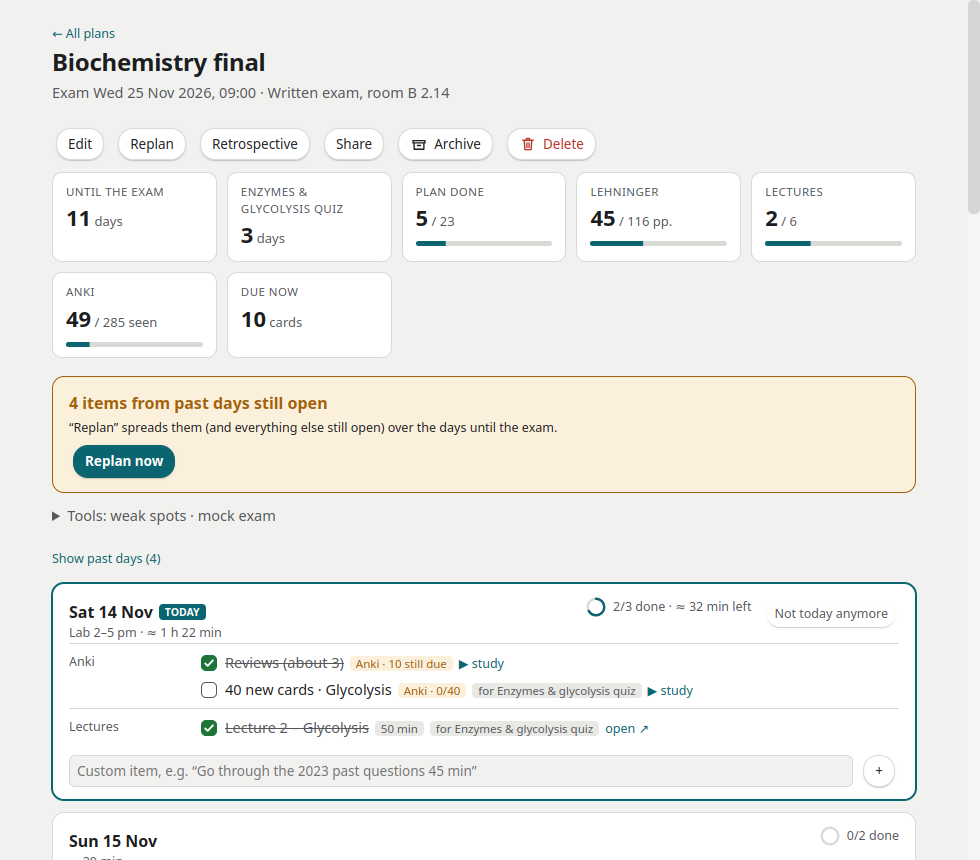 ← All plans
Biochemistry final
Exam Wed 25 Nov 2026, 09:00 · Written exam, room B 2.14
Edit
Replan
Retrospective
Share
Archive
Delete
UNTIL THE EXAM
11 days
ENZYMES &
GLYCOLYSIS QUIZ
3 days
PLAN DONE
5 / 23
LEHNINGER
45 / 116 pp.
LECTURES
2 / 6
ANKI
49 / 285 seen
DUE NOW
10 cards
4 items from past days still open
“Replan” spreads them (and everything else still open) over the days until the exam.
Replan now
▶ Tools: weak spots · mock exam
Show past days (4)
Sat 14 Nov TODAY
2/3 done · ≈ 32 min left
Not today anymore
Lab 2–5 pm · ≈ 1 h 22 min
Anki
Reviews (about 3) Anki · 10 still due ▶ study
40 new cards · Glycolysis Anki · 0/40 for Enzymes & glycolysis quiz ▶ study
Lectures
Lecture 2 – Glycolysis 50 min for Enzymes & glycolysis quiz open ↗
Custom item, e.g. “Go through the 2023 past questions 45 min”
+
Sun 15 Nov
0/2 done